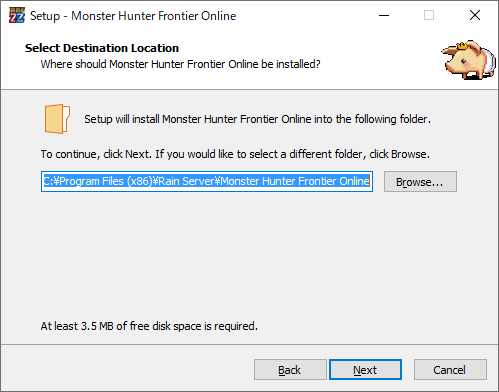 Setup - Monster Hunter Frontier Online
Select Destination Location
Where should Monster Hunter Frontier Online be installed?
Setup will install Monster Hunter Frontier Online into the following folder.
To continue, click Next. If you would like to select a different folder, click Browse.
C:¥Program Files (x86)¥Rain Server¥Monster Hunter Frontier Online
Browse...
At least 3.5 MB of free disk space is required.
Back
Next
Cancel